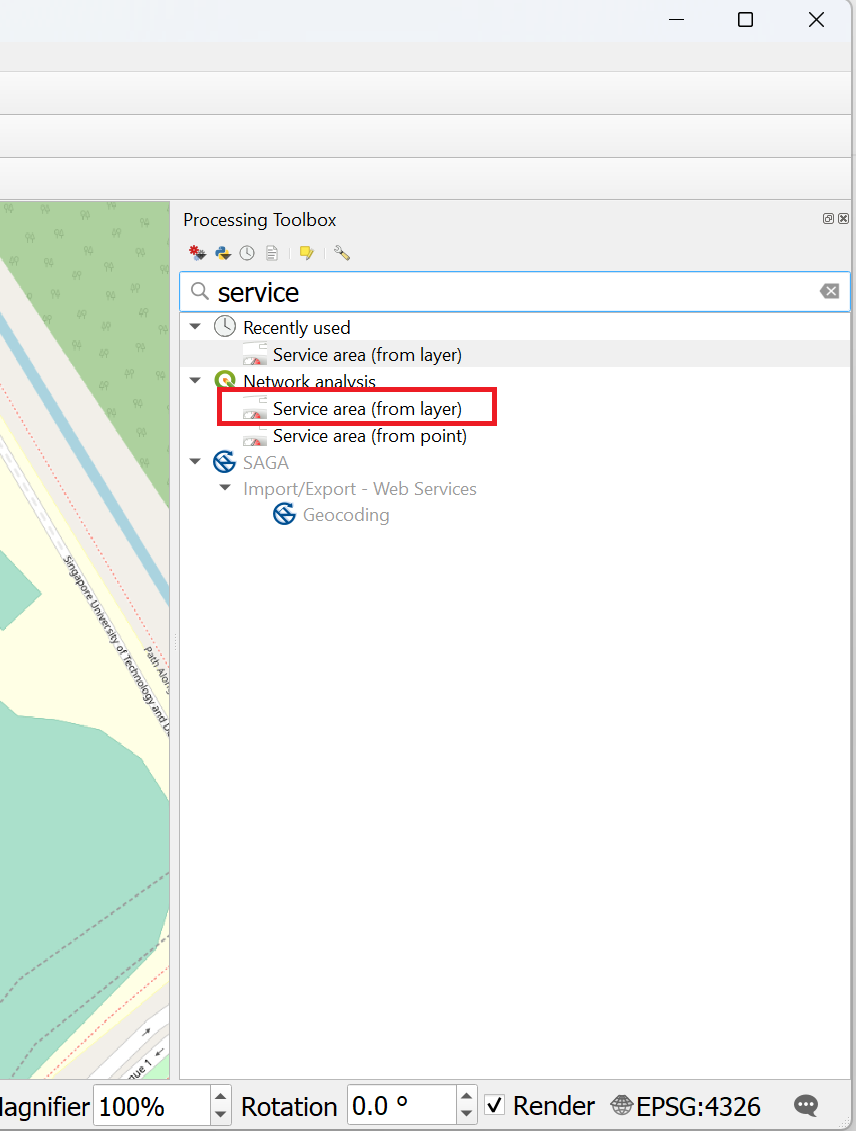 Processing Toolbox
service
Recently used
Service area (from layer)
Network analysis
Service area (from layer)
Service area (from point)
SAGA
Import/Export - Web Services
Geocoding
Singapore University of Technology and D
Path Along
nue 1
agnifier 100% Rotation 0.0 ° Render EPSG:4326